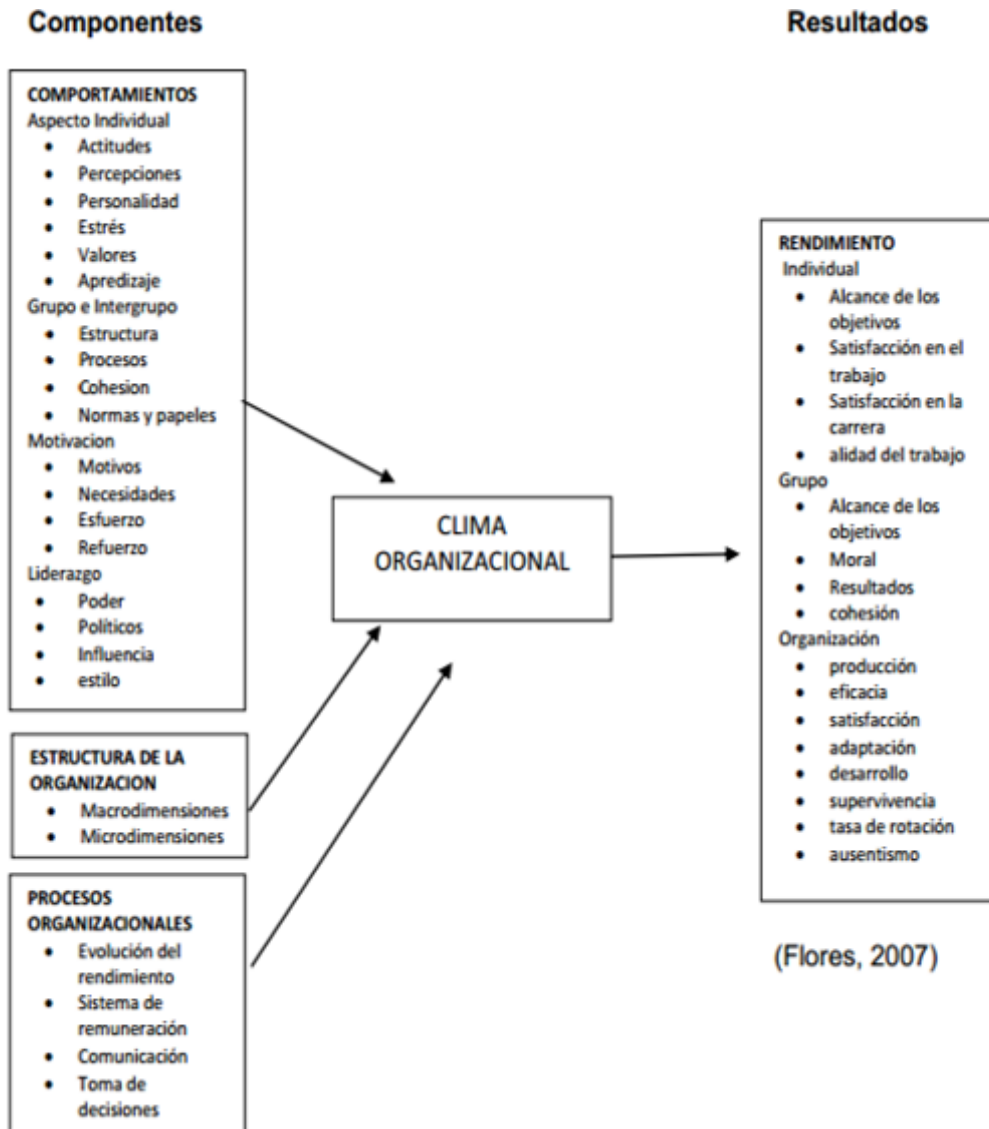 Componentes
Resultados
COMPORTAMIENTOS
Aspecto Individual
• Actitudes
• Percepciones
• Personalidad
• Estrés
• Valores
• Apredizaje
Grupo e Intergrupo
• Estructura
• Procesos
• Cohesion
• Normas y papeles
Motivacion
• Motivos
• Necesidades
• Esfuerzo
• Refuerzo
Liderazgo
• Poder
• Políticos
• Influencia
• estilo
ESTRUCTURA DE LA
ORGANIZACION
• Macrodimensiones
• Microdimensiones
PROCESOS
ORGANIZACIONALES
• Evolución del
rendimiento
• Sistema de
remuneración
• Comunicación
• Toma de
decisiones
CLIMA
ORGANIZACIONAL
RENDIMIENTO
Individual
• Alcance de los
objetivos
• Satisfacción en el
trabajo
• Satisfacción en la
carrera
• alidad del trabajo
Grupo
• Alcance de los
objetivos
• Moral
• Resultados
• cohesión
Organización
• producción
• eficacia
• satisfacción
• adaptación
• desarrollo
• supervivencia
• tasa de rotación
• ausentismo
(Flores, 2007)